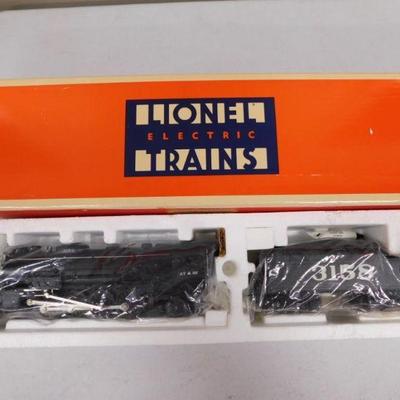 LIONEL
ELECTRIC
TRAINS
3158